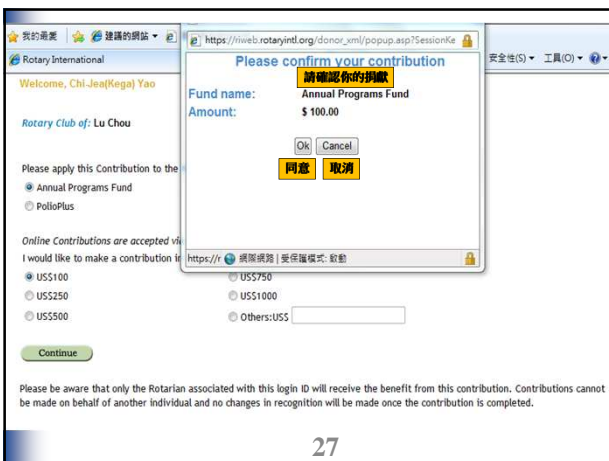 我的最愛 建議的網站 ▾
Rotary International
安全性(S) ▾ 工具(O) ▾
https://riweb.rotaryintl.org/donor_xml/popup.asp?SessionKe
Please confirm your contribution
請確認你的捐獻
Fund name: Annual Programs Fund
Amount: $ 100.00
Ok Cancel
同意 取消
https://r 網際網路 | 受保護模式: 啟動
Welcome, Chi-Jea(Kega) Yao
Rotary Club of: Lu Chou
Please apply this Contribution to the
Annual Programs Fund
PolioPlus
Online Contributions are accepted
I would like to make a contribution
US$100 US$750
US$250 US$1000
US$500 Others:US$
Continue
Please be aware that only the Rotarian associated with this login ID will receive the benefit from this contribution. Contributions cannot
be made on behalf of another individual and no changes in recognition will be made once the contribution is completed.
27